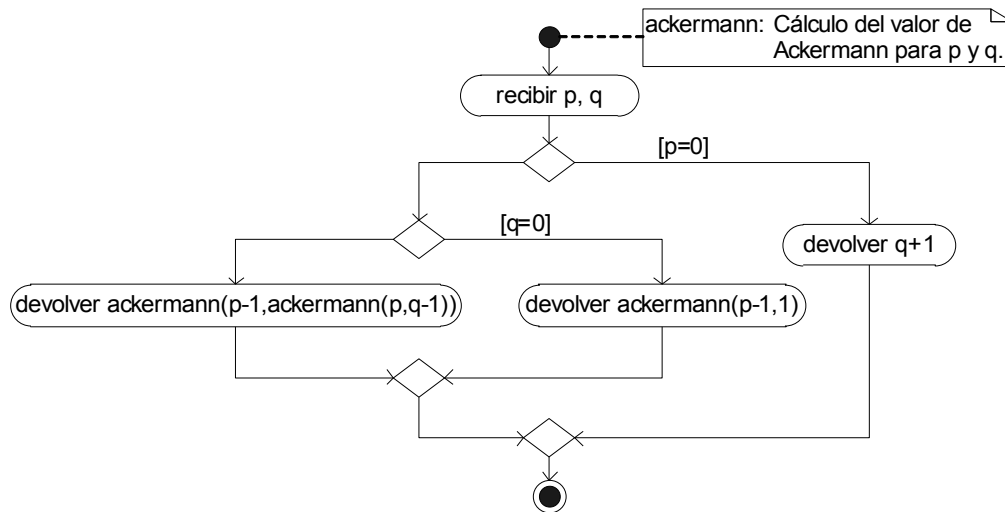 ackermann: Cálculo del valor de
Ackermann para p y q.
recibir p, q
[p=0]
[q=0]
devolver q+1
devolver ackermann(p-1,ackermann(p,q-1))
devolver ackermann(p-1,1)